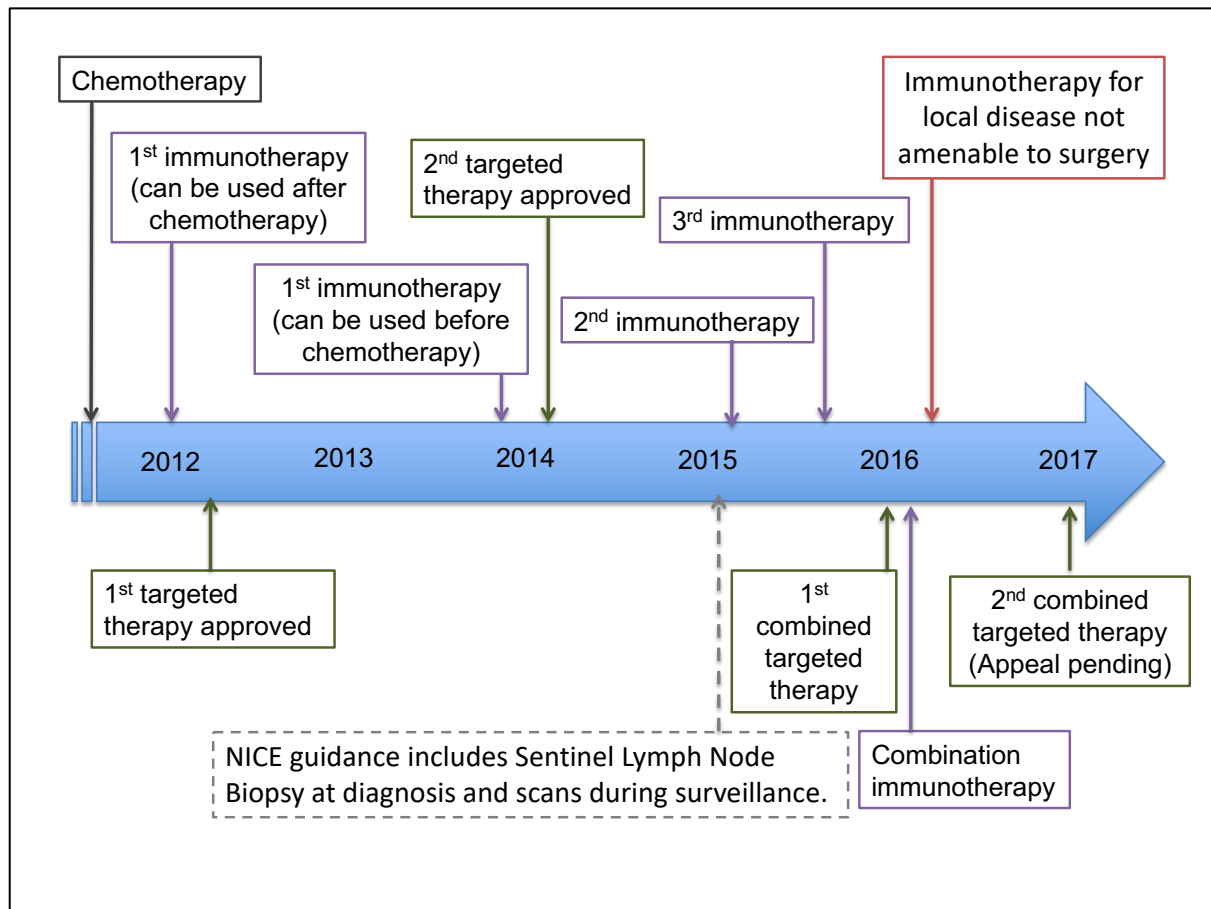 Chemotherapy
1st immunotherapy
(can be used after
chemotherapy)
2nd targeted
therapy approved
Immunotherapy for
local disease not
amenable to surgery
3rd immunotherapy
1st immunotherapy
(can be used before
chemotherapy)
2nd immunotherapy
2012
2013
2014
2015
2016
2017
1st targeted
therapy approved
1st
combined
targeted
therapy
2nd combined
targeted therapy
(Appeal pending)
NICE guidance includes Sentinel Lymph Node
Biopsy at diagnosis and scans during surveillance.
Combination
immunotherapy